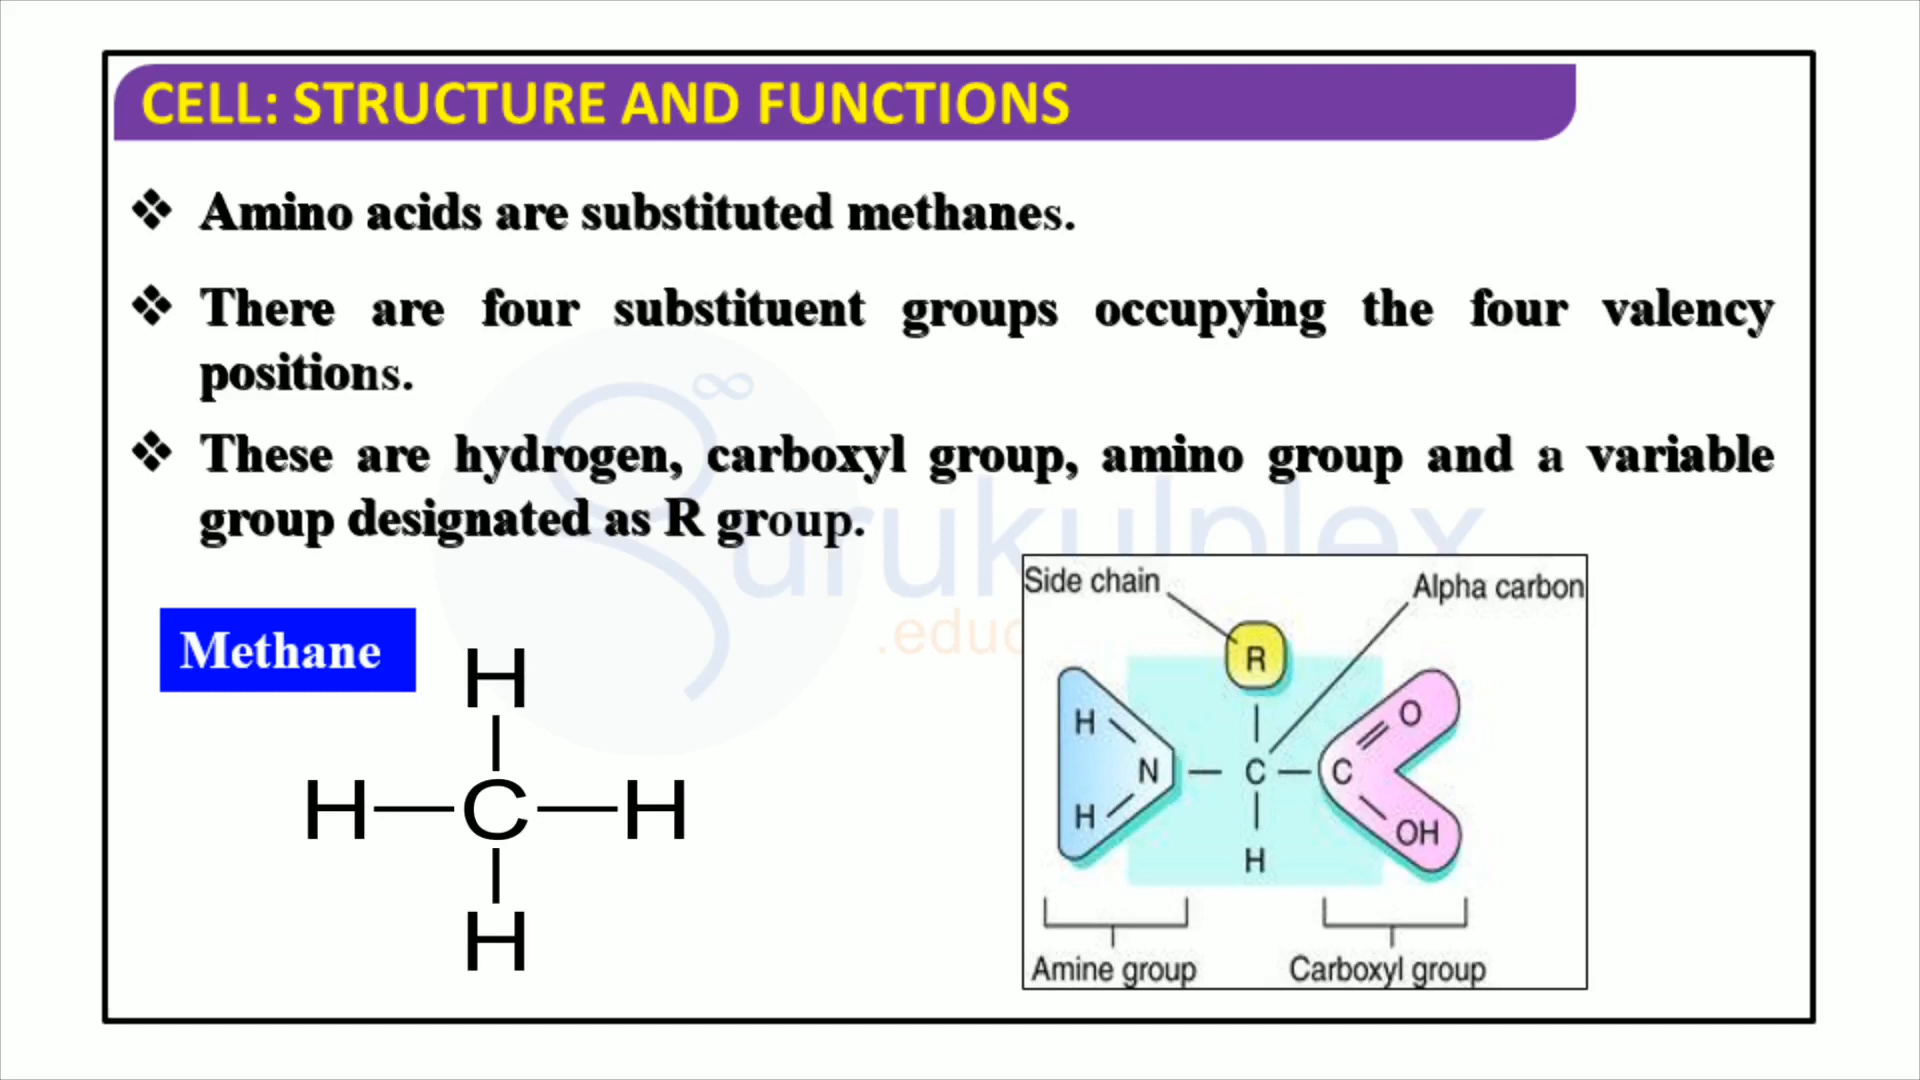 CELL: STRUCTURE AND FUNCTIONS
❖ Amino acids are substituted methanes.
❖ There are four substituent groups occupying the four valency
positions.
❖ These are hydrogen, carboxyl group, amino group and a variable
group designated as R group.
urukulplex
.educ
Methane
H
H C H
H
Side chain
Alpha carbon
R
H
O
N C C
H
OH
H
Amine group
Carboxyl group